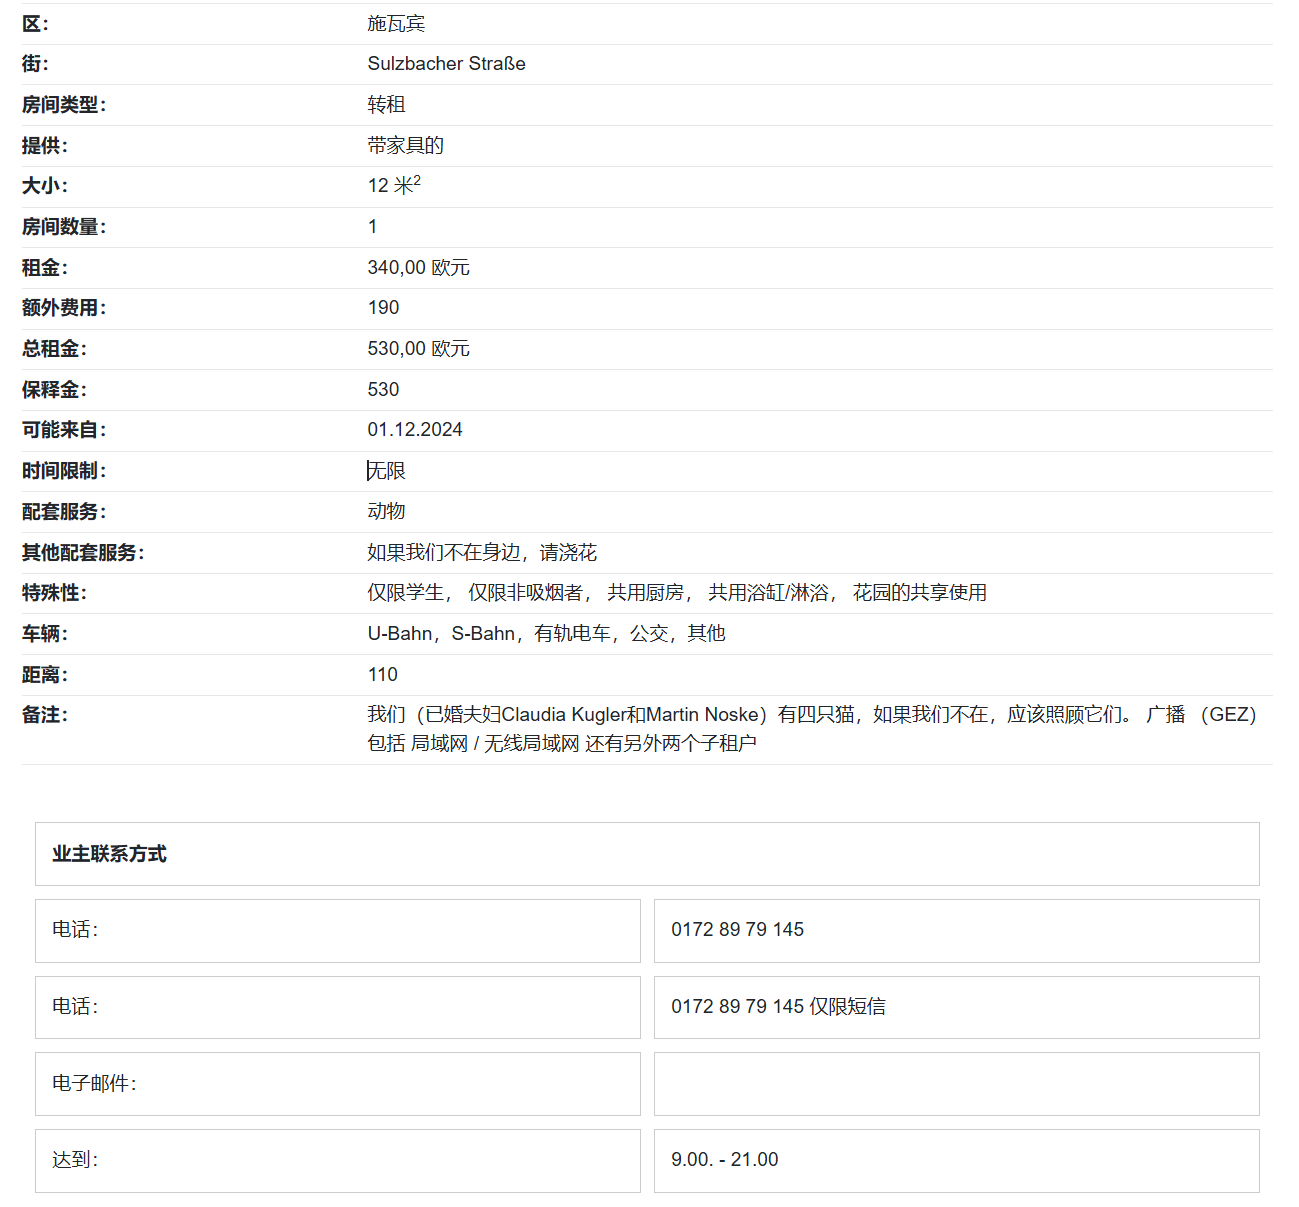 区： 施瓦宾
街： Sulzbacher Straße
房间类型： 转租
提供： 带家具的
大小： 12 米²
房间数量： 1
租金： 340,00 欧元
额外费用： 190
总租金： 530,00 欧元
保释金： 530
可能来自： 01.12.2024
时间限制： 无限
配套服务： 动物
其他配套服务： 如果我们不在身边，请浇花
特殊性： 仅限学生， 仅限非吸烟者， 共用厨房， 共用浴缸/淋浴， 花园的共享使用
车辆： U-Bahn，S-Bahn，有轨电车，公交，其他
距离： 110
备注： 我们（已婚夫妇Claudia Kugler和Martin Noske）有四只猫，如果我们不在，应该照顾它们。 广播 （GEZ）
包括 局域网 / 无线局域网 还有另外两个子租户
业主联系方式
电话： 0172 89 79 145
电话： 0172 89 79 145 仅限短信
电子邮件：
达到： 9.00. - 21.00